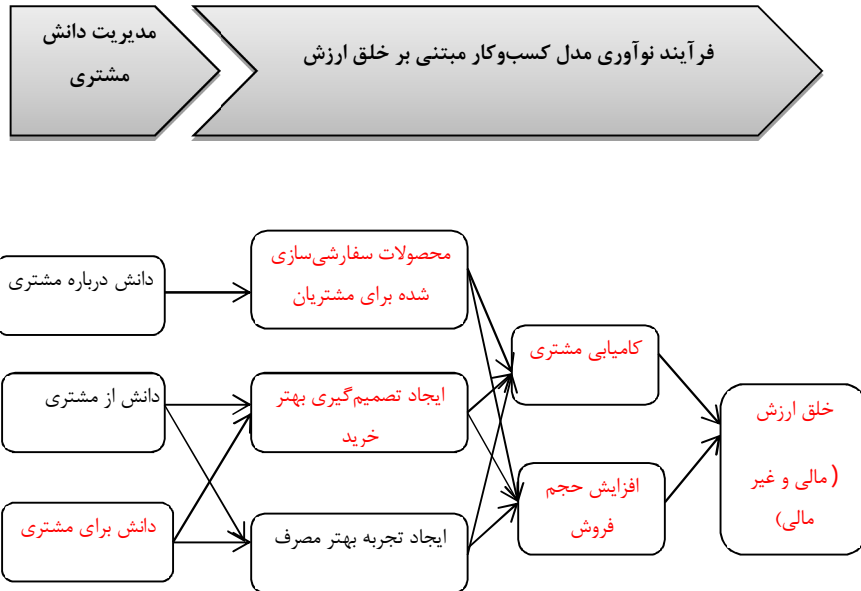 مدیریت دانش
مشتری
فرآیند نوآوری مدل کسب‌وکار مبتنی بر خلق ارزش
دانش درباره مشتری
دانش از مشتری
دانش برای مشتری
محصولات سفارشی‌سازی
شده برای مشتریان
ایجاد تصمیم‌گیری بهتر
خرید
ایجاد تجربه بهتر مصرف
کامیابی مشتری
افزایش حجم
فروش
خلق ارزش
(مالی و غیر
مالی)